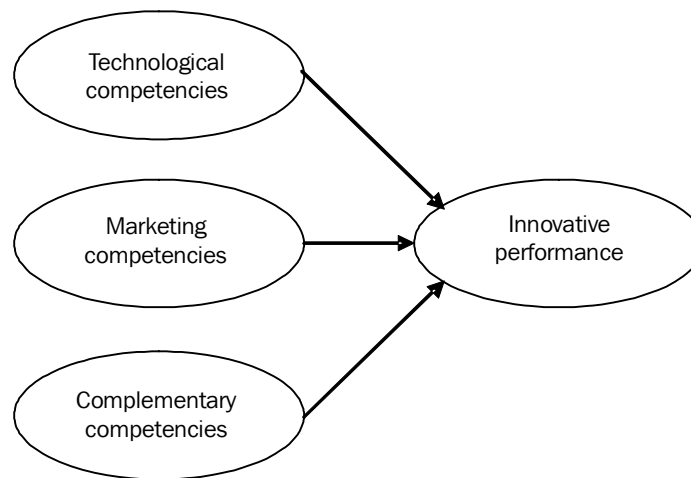 Technological
competencies
Marketing
competencies
Innovative
performance
Complementary
competencies